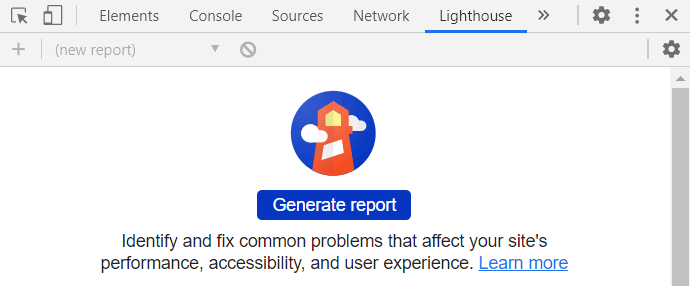 Elements Console Sources Network Lighthouse
(new report)
Generate report
Identify and fix common problems that affect your site's
performance, accessibility, and user experience. Learn more